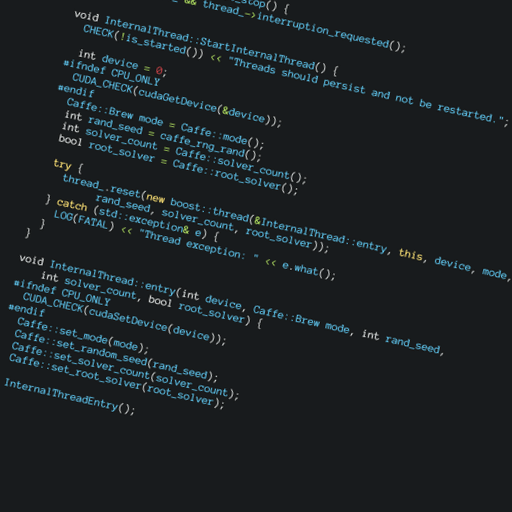 _stop() {
&& thread_->interruption_requested();
void InternalThread::StartInternalThread() {
CHECK(!is_started()) << "Threads should persist and not be restarted.";
int device = 0;
#ifndef CPU_ONLY
CUDA_CHECK(cudaGetDevice(&device));
#endif
Caffe::Brew mode = Caffe::mode();
int rand_seed = caffe_rng_rand();
int solver_count = Caffe::solver_count();
bool root_solver = Caffe::root_solver();
try {
thread_.reset(new boost::thread(&InternalThread::entry, this, device, mode,
rand_seed, solver_count, root_solver));
} catch (std::exception& e) {
LOG(FATAL) << "Thread exception: " << e.what();
}
}
void InternalThread::entry(int device, Caffe::Brew mode, int rand_seed,
int solver_count, bool root_solver) {
#ifndef CPU_ONLY
CUDA_CHECK(cudaSetDevice(device));
#endif
Caffe::set_mode(mode);
Caffe::set_random_seed(rand_seed);
Caffe::set_solver_count(solver_count);
Caffe::set_root_solver(root_solver);
InternalThreadEntry();